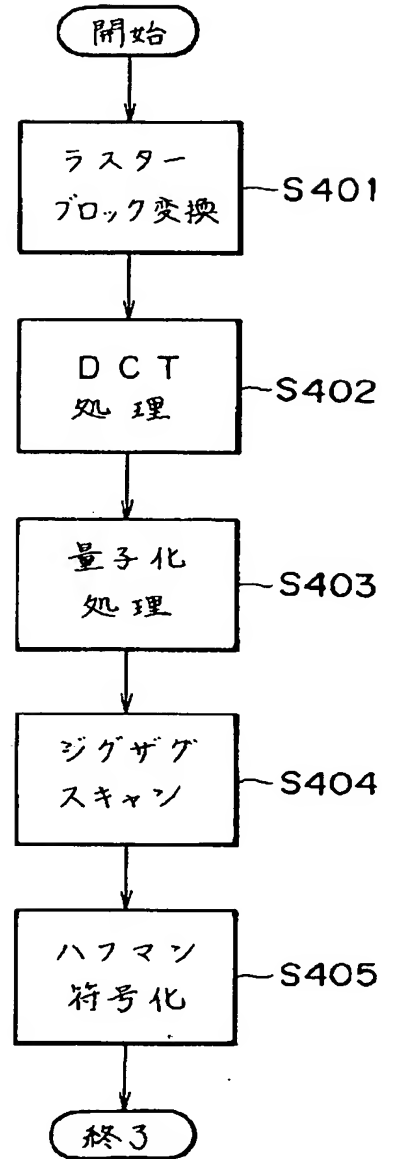 開始
ラスター
ブロック変換
S401
DCT
処理
S402
量子化
処理
S403
ジグザグ
スキャン
S404
ハフマン
符号化
S405
終了